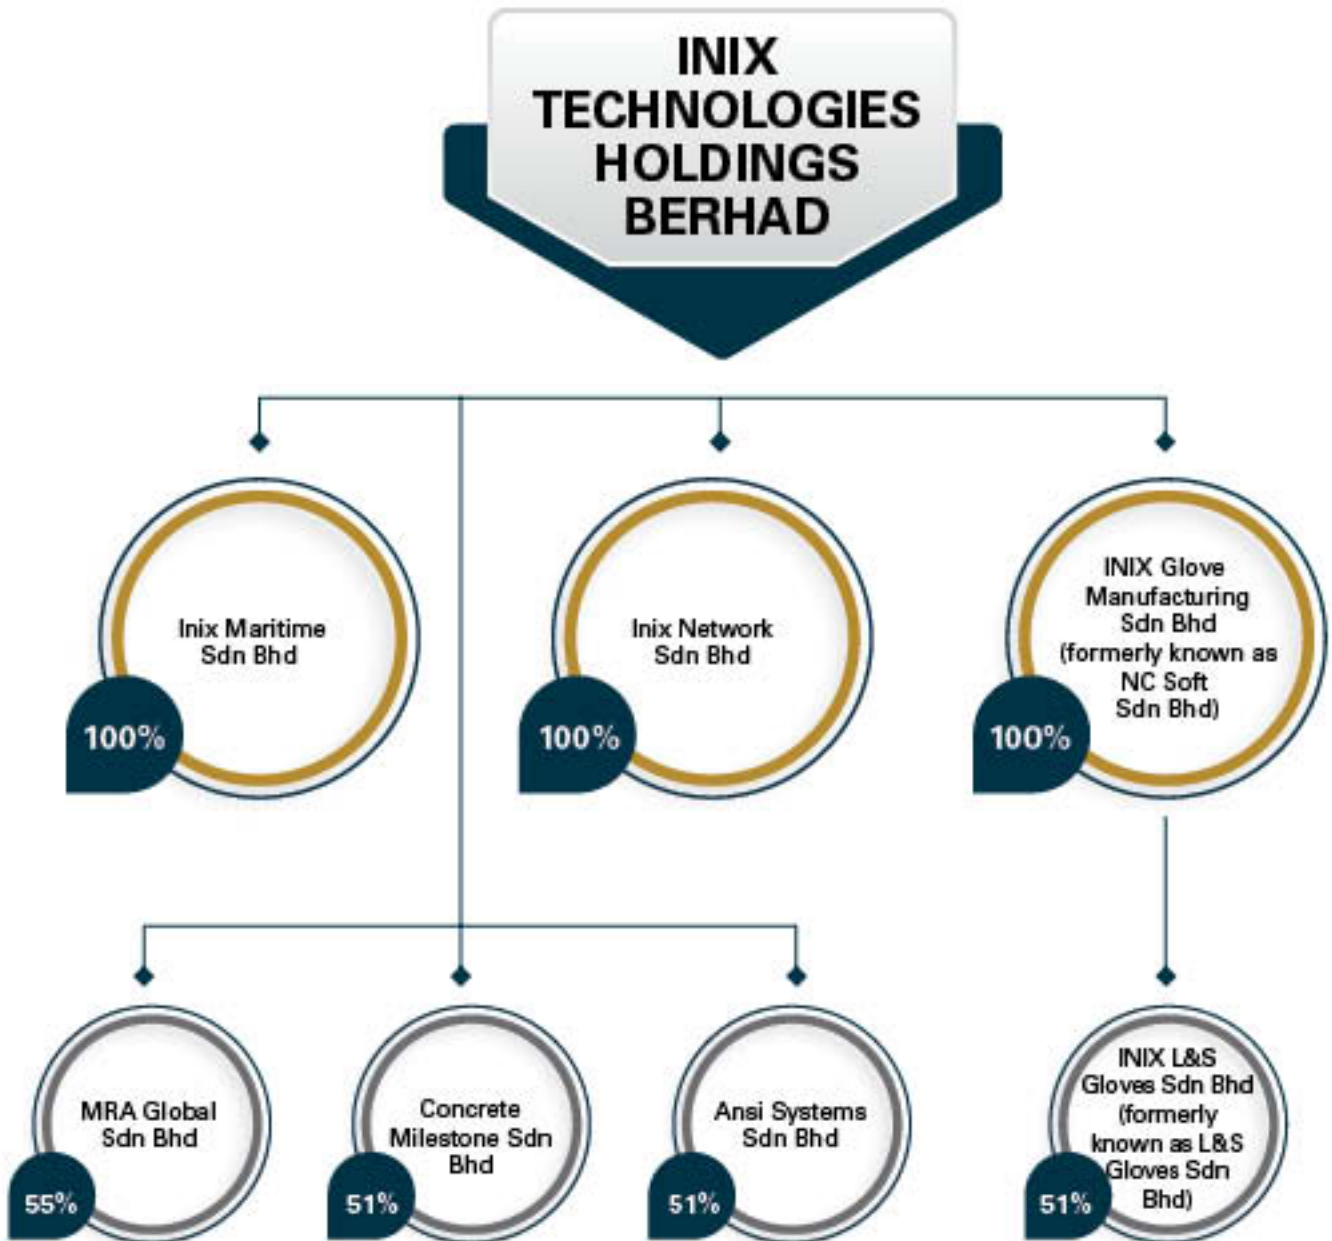 INIX
TECHNOLOGIES
HOLDINGS
BERHAD
Inix Maritime
Sdn Bhd
100%
Inix Network
Sdn Bhd
100%
INIX Glove
Manufacturing
Sdn Bhd
(formerly known as
NC Soft
Sdn Bhd)
100%
MRA Global
Sdn Bhd
55%
Concrete
Milestone Sdn
Bhd
51%
Ansi Systems
Sdn Bhd
51%
INIX L&S
Gloves Sdn Bhd
(formerly
known as L&S
Gloves Sdn
Bhd)
51%